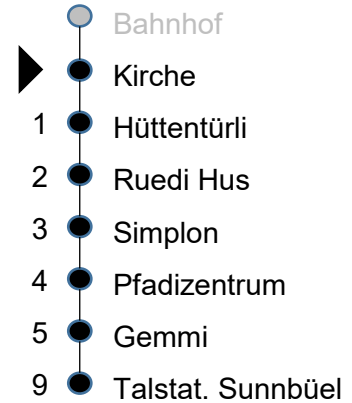 Bahnhof
Kirche
1 Hüttentürli
2 Ruedi Hus
3 Simplon
4 Pfadizentrum
5 Gemmi
9 Talstat. Sunnbüel